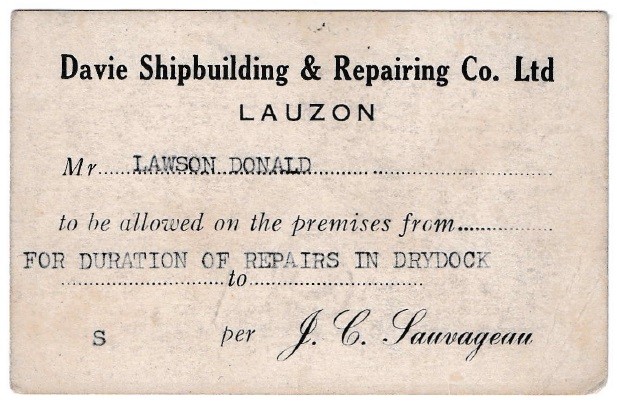 Davie Shipbuilding & Repairing Co. Ltd
LAUZON
Mr......LAWSON DONALD..............................
to be allowed on the premises from..................
FOR DURATION OF REPAIRS IN DRYDOCK
..............................to..............................
S per J. C. Sauvageau